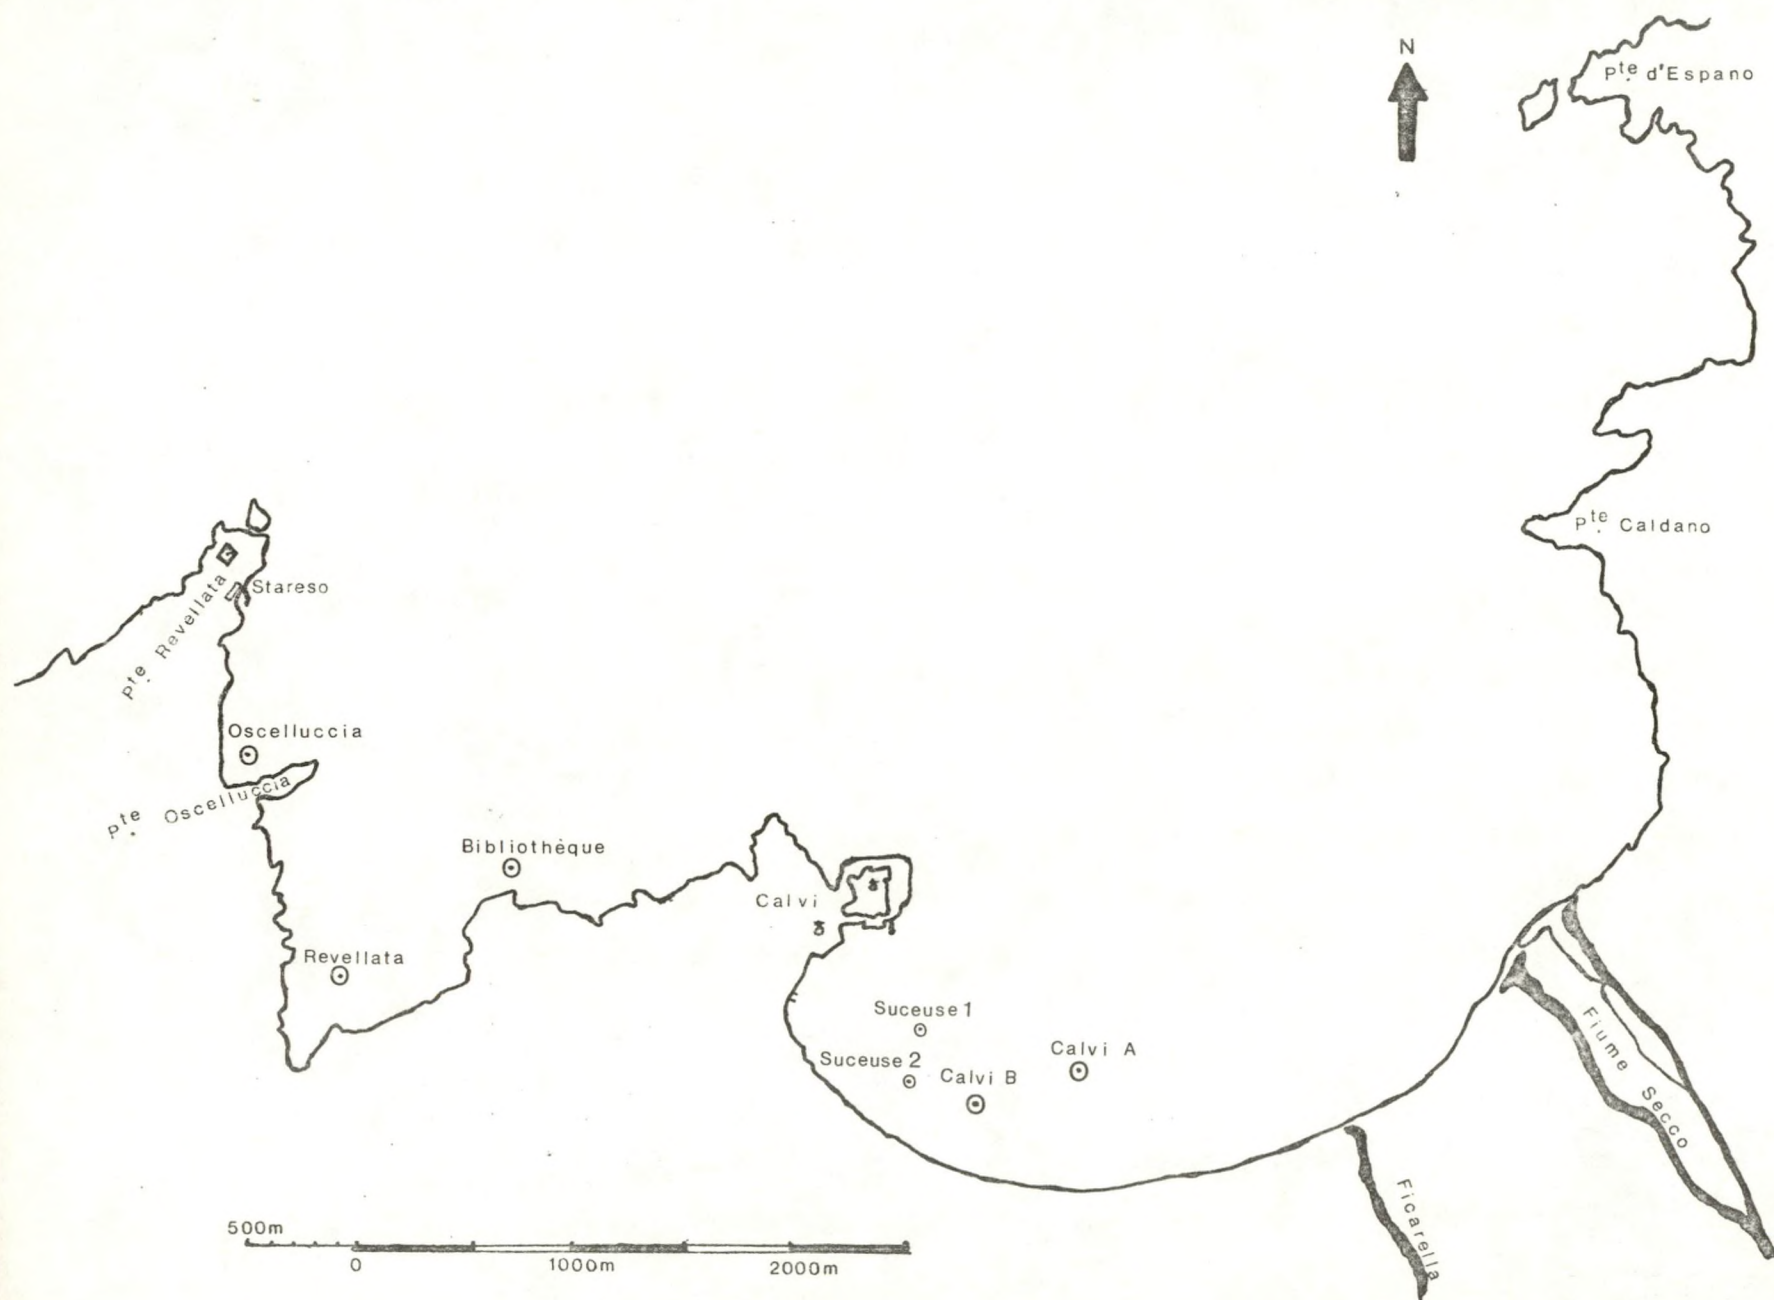 N
Pte d'Espano
Pte Caldano
Stareso
Pte Revellata
Oscelluccia
Pte Oscelluccia
Bibliothèque
Calvi
Revellata
Suceuse 1
Suceuse 2
Calvi B
Calvi A
Fiume Secco
Ficarella
500m
0 1000m 2000m